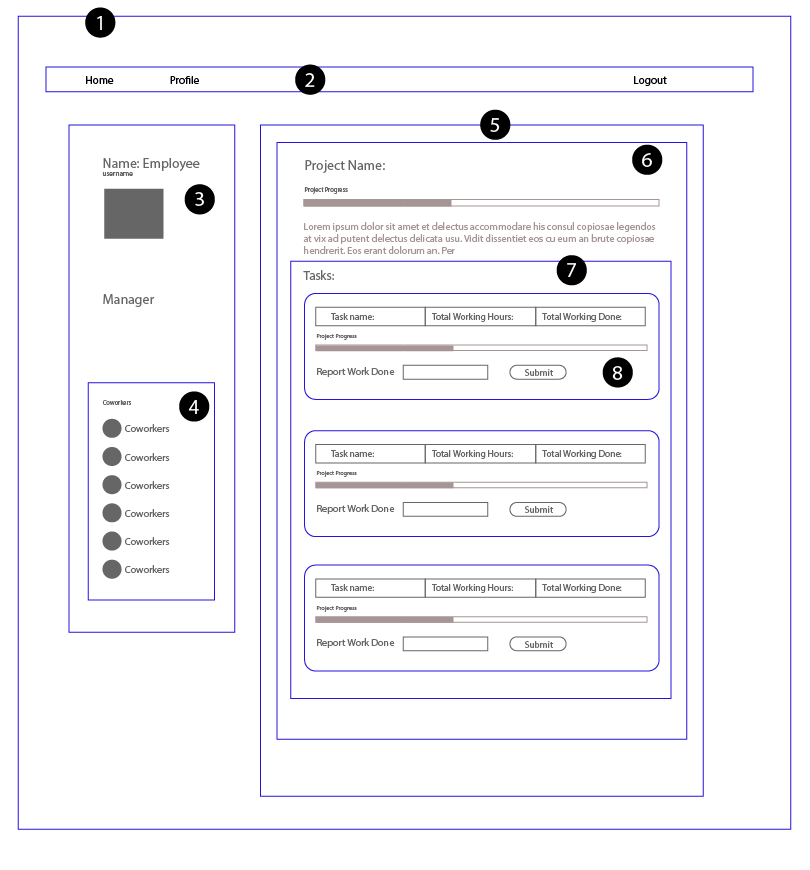 1
Home Profile 2 Logout
Name: Employee
username
3
Manager
Coworkers 4
Coworkers
Coworkers
Coworkers
Coworkers
Coworkers
Coworkers
5
Project Name: 6
Project Progress
Lorem ipsum dolor sit amet et delectus accommodare his consul copiosae legendos
at vix ad putent delectus delicata usu. Vidit dissentiet eos cu eum an brute copiosae
hendrerit. Eos erant dolorum an. Per
7
Tasks:
Task name: Total Working Hours: Total Working Done:
Project Progress
Report Work Done Submit 8
Task name: Total Working Hours: Total Working Done:
Project Progress
Report Work Done Submit
Task name: Total Working Hours: Total Working Done:
Project Progress
Report Work Done Submit